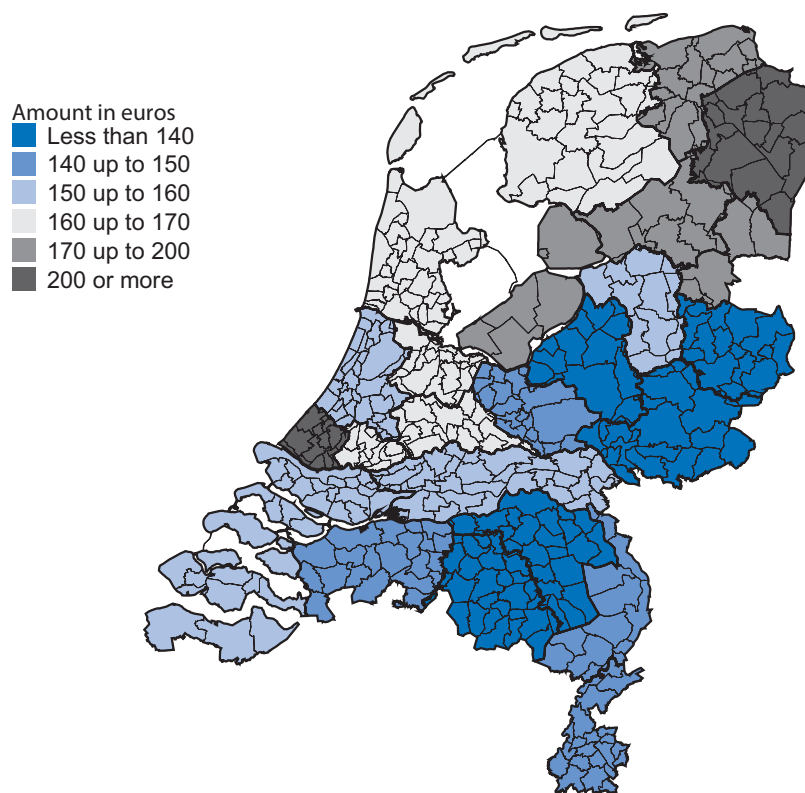 Amount in euros
Less than 140
140 up to 150
150 up to 160
160 up to 170
170 up to 200
200 or more